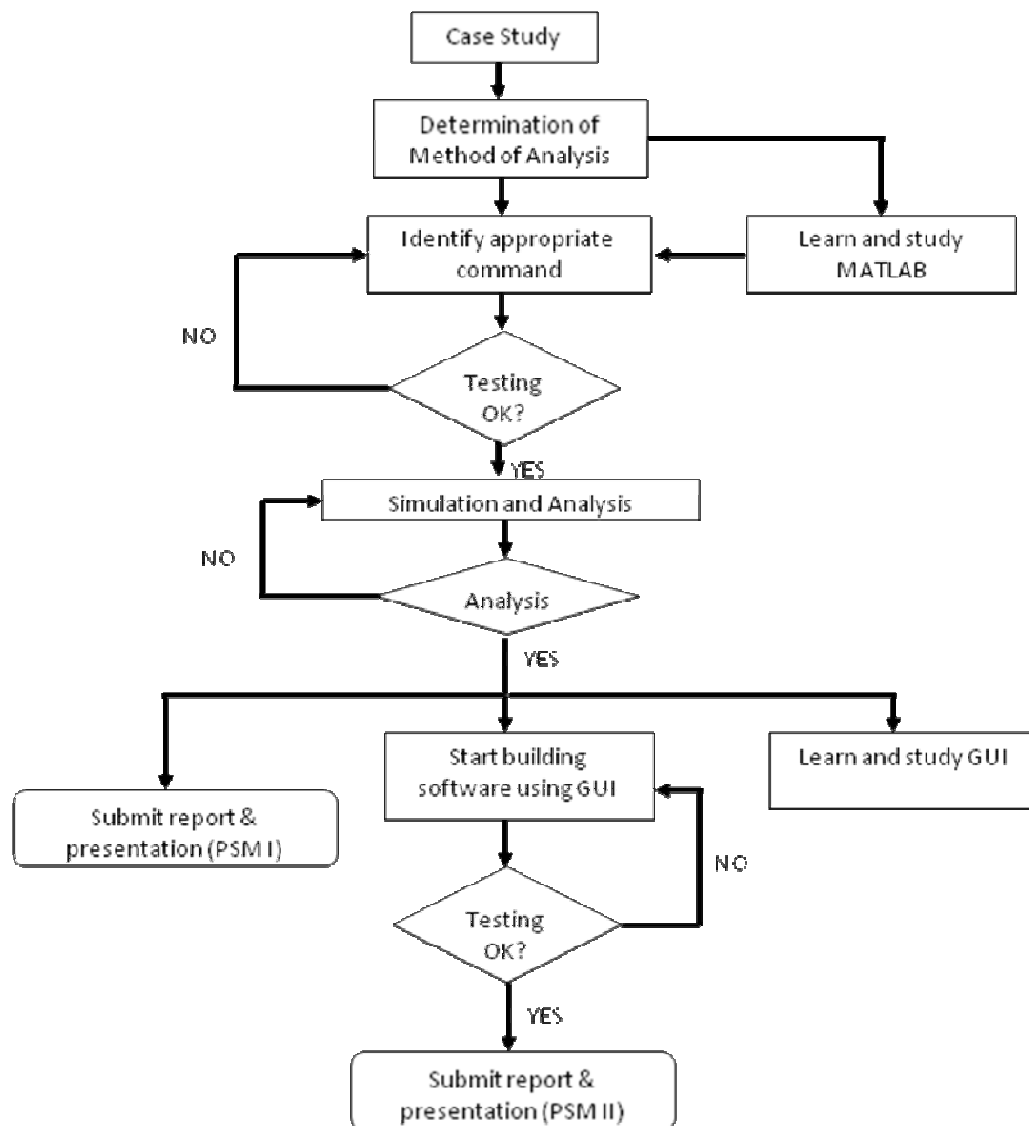 Case Study
Determination of
Method of Analysis
Identify appropriate
command
Learn and study
MATLAB
NO
Testing
OK?
YES
Simulation and Analysis
NO
Analysis
YES
Start building
software using GUI
Learn and study GUI
Submit report &
presentation (PSM I)
NO
Testing
OK?
YES
Submit report &
presentation (PSM II)